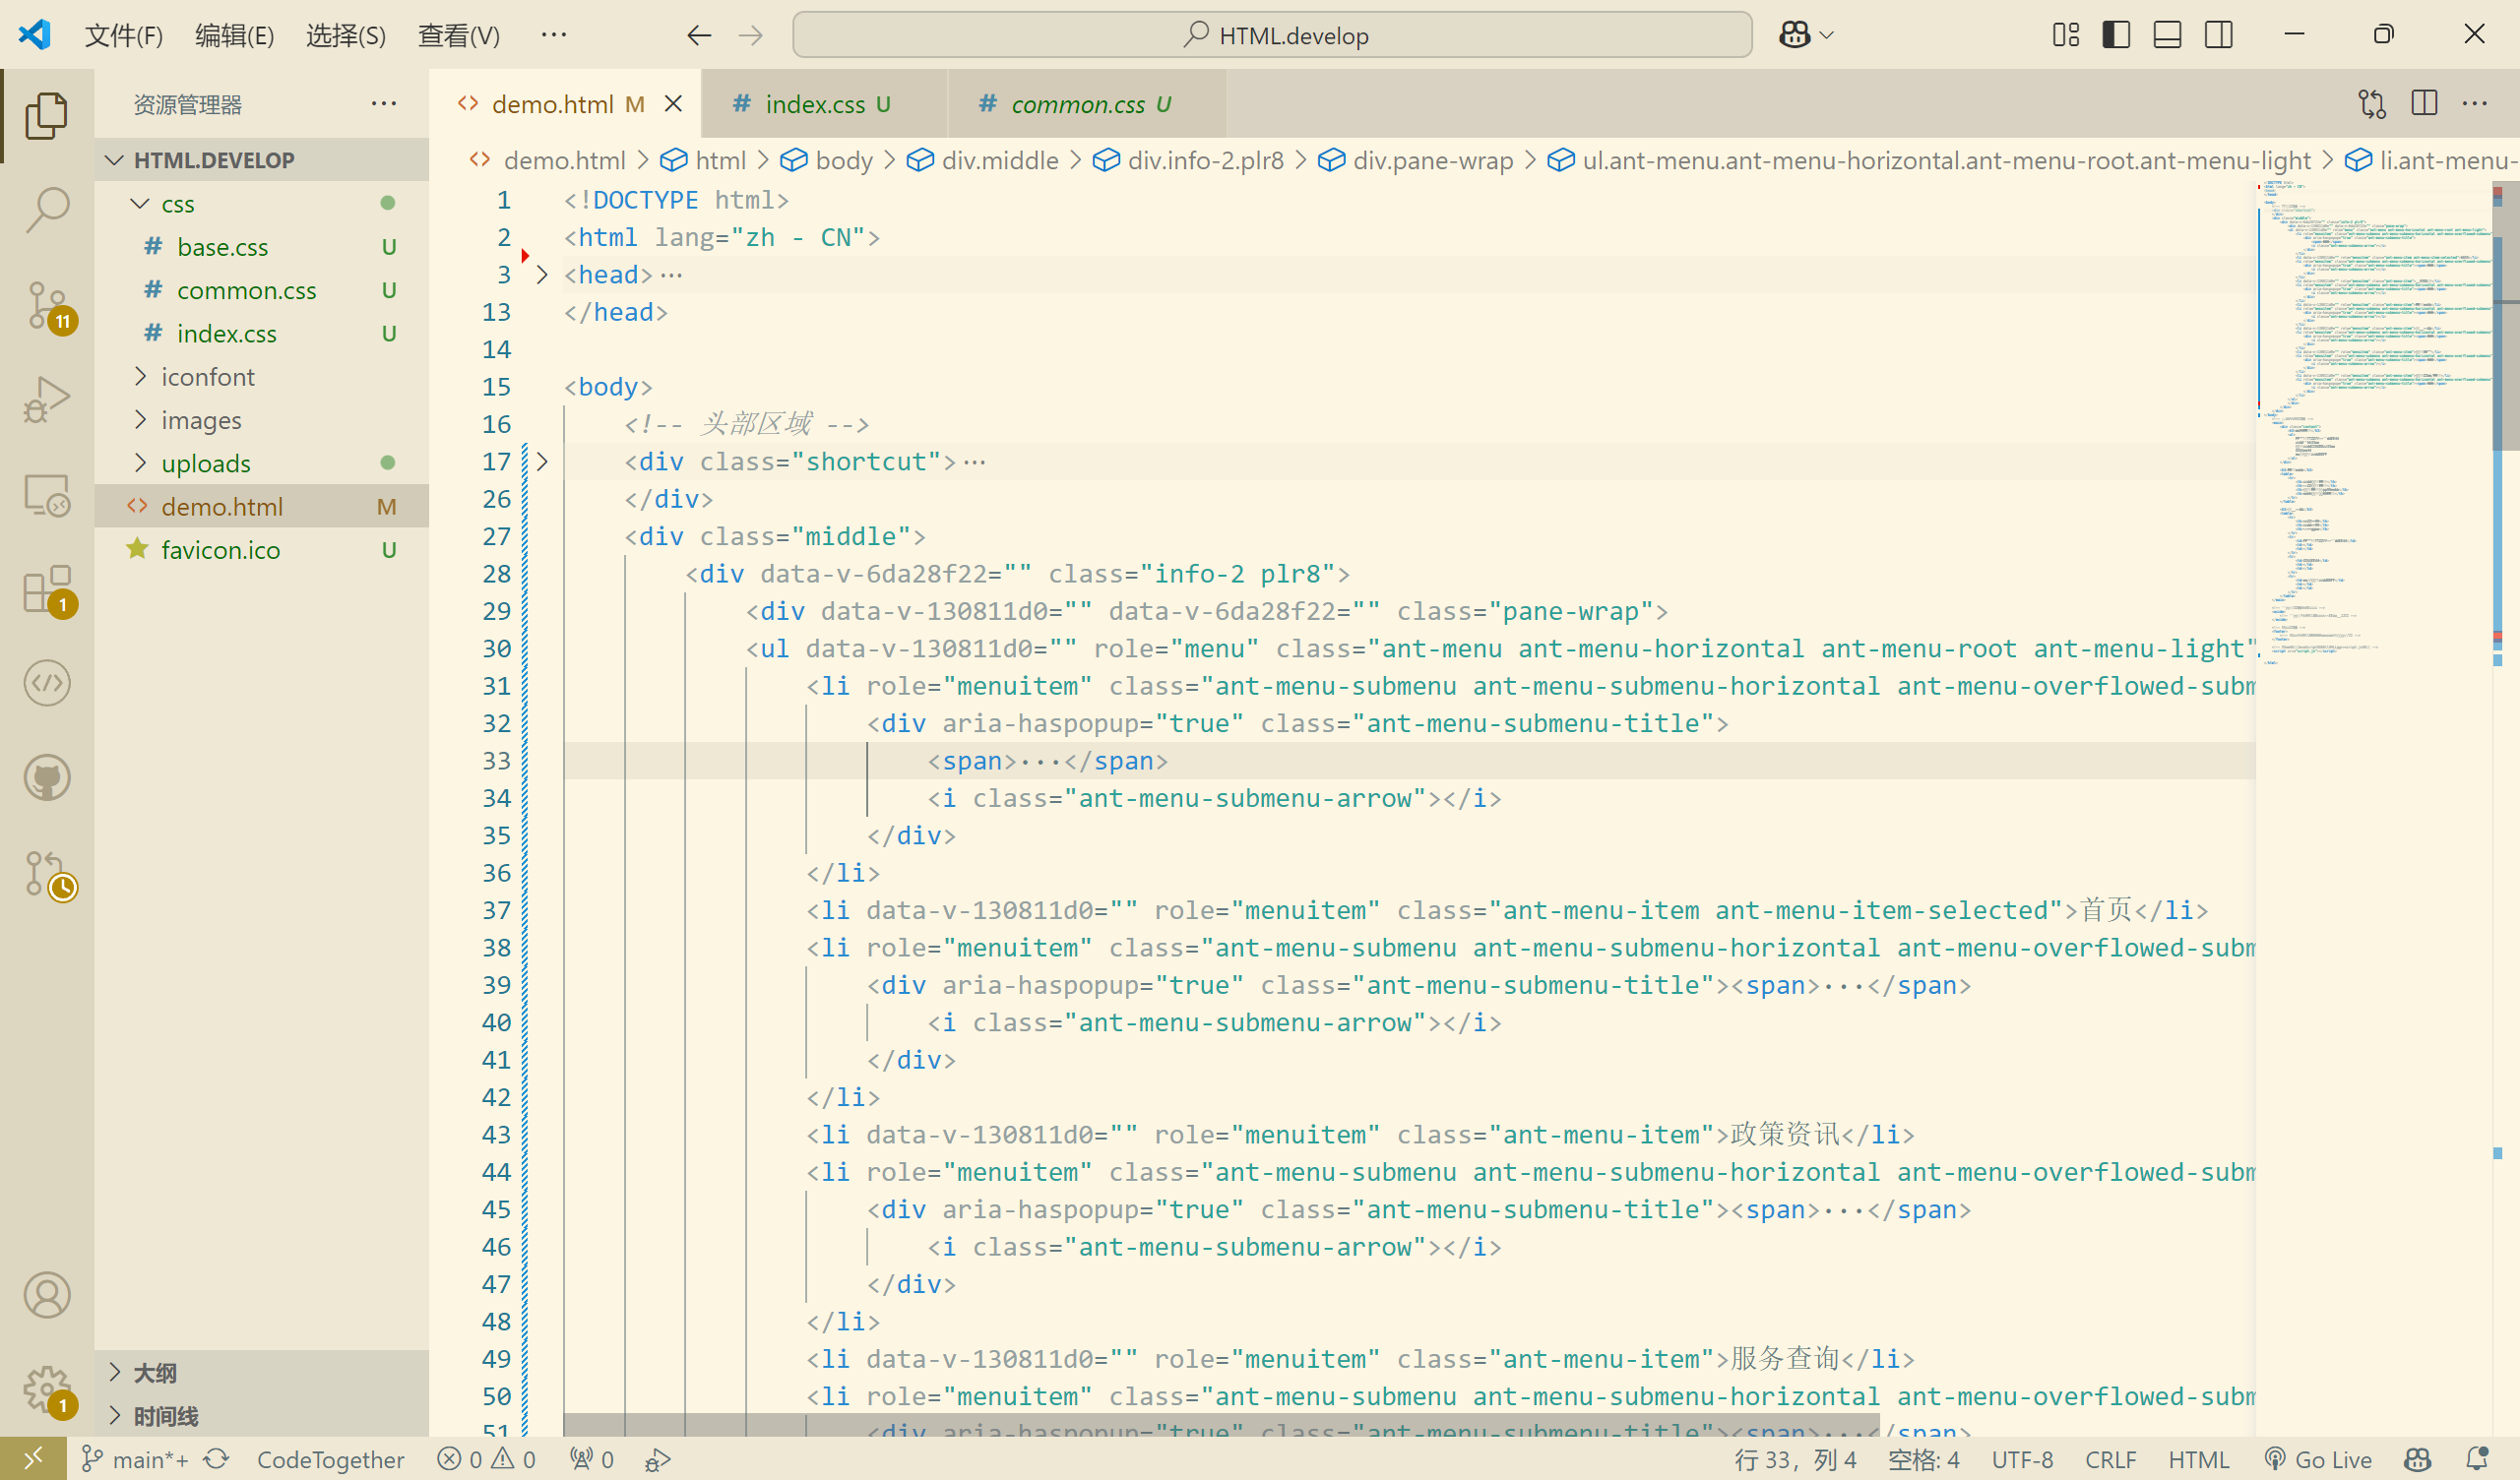 文件(F) 编辑(E) 选择(S) 查看(V) ··· HTML.develop
资源管理器 ···
HTML.DEVELOP
css
# base.css U
# common.css U
# index.css U
iconfont
images
uploads
<> demo.html M
favicon.ico U
大纲
时间线
11
1
1
<> demo.html M # index.css U # common.css U
<> demo.html > html > body > div.middle > div.info-2.plr8 > div.pane-wrap > ul.ant-menu.ant-menu-horizontal.ant-menu-root.ant-menu-light > li.ant-menu-
1 <!DOCTYPE html>
2 <html lang="zh - CN">
3 <head>···
13 </head>
14
15 <body>
16 <!-- 头部区域 -->
17 <div class="shortcut">···
26 </div>
27 <div class="middle">
28 <div data-v-6da28f22="" class="info-2 plr8">
29 <div data-v-130811d0="" data-v-6da28f22="" class="pane-wrap">
30 <ul data-v-130811d0="" role="menu" class="ant-menu ant-menu-horizontal ant-menu-root ant-menu-light"
31 <li role="menuitem" class="ant-menu-submenu ant-menu-submenu-horizontal ant-menu-overflowed-subm
32 <div aria-haspopup="true" class="ant-menu-submenu-title">
33 <span>···</span>
34 <i class="ant-menu-submenu-arrow"></i>
35 </div>
36 </li>
37 <li data-v-130811d0="" role="menuitem" class="ant-menu-item ant-menu-item-selected">首页</li>
38 <li role="menuitem" class="ant-menu-submenu ant-menu-submenu-horizontal ant-menu-overflowed-subm
39 <div aria-haspopup="true" class="ant-menu-submenu-title"><span>···</span>
40 <i class="ant-menu-submenu-arrow"></i>
41 </div>
42 </li>
43 <li data-v-130811d0="" role="menuitem" class="ant-menu-item">政策资讯</li>
44 <li role="menuitem" class="ant-menu-submenu ant-menu-submenu-horizontal ant-menu-overflowed-subm
45 <div aria-haspopup="true" class="ant-menu-submenu-title"><span>···</span>
46 <i class="ant-menu-submenu-arrow"></i>
47 </div>
48 </li>
49 <li data-v-130811d0="" role="menuitem" class="ant-menu-item">服务查询</li>
50 <li role="menuitem" class="ant-menu-submenu ant-menu-submenu-horizontal ant-menu-overflowed-subm
51 <div aria-haspopup="true" class="ant-menu-submenu-title"><span>···</span>
main*+ CodeTogether 0 0 0 行 33，列 4 空格: 4 UTF-8 CRLF HTML Go Live